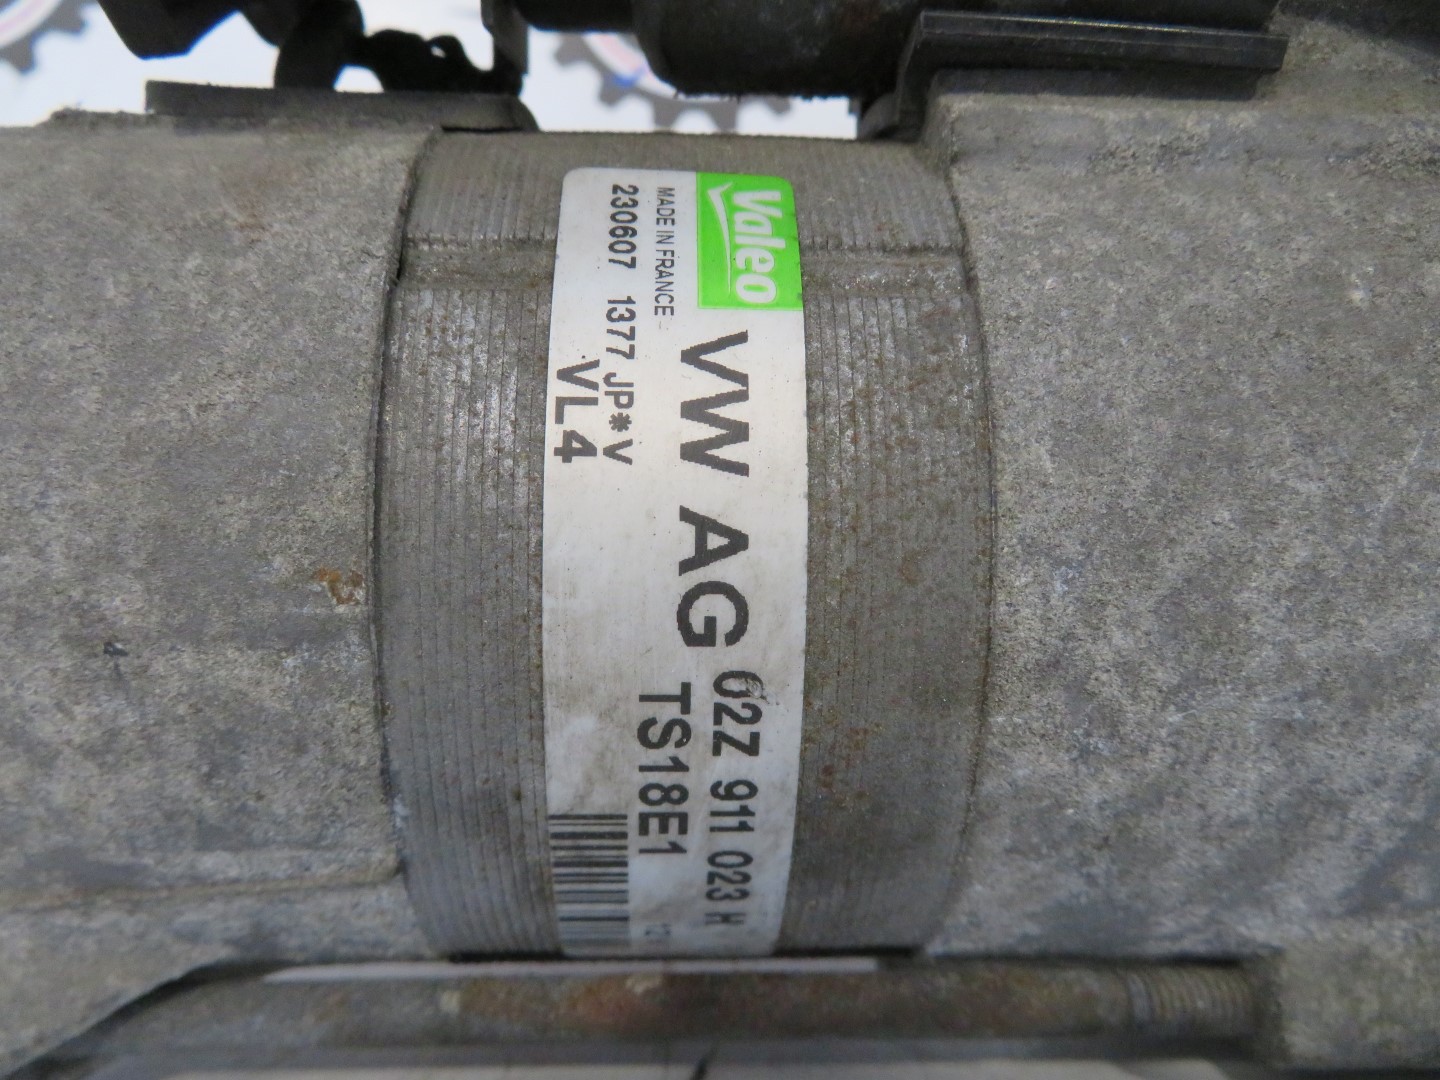 Valeo
MADE IN FRANCE -
230607 1377 JP*V
VL4
VW AG
02Z 911 023 H
TS18E1